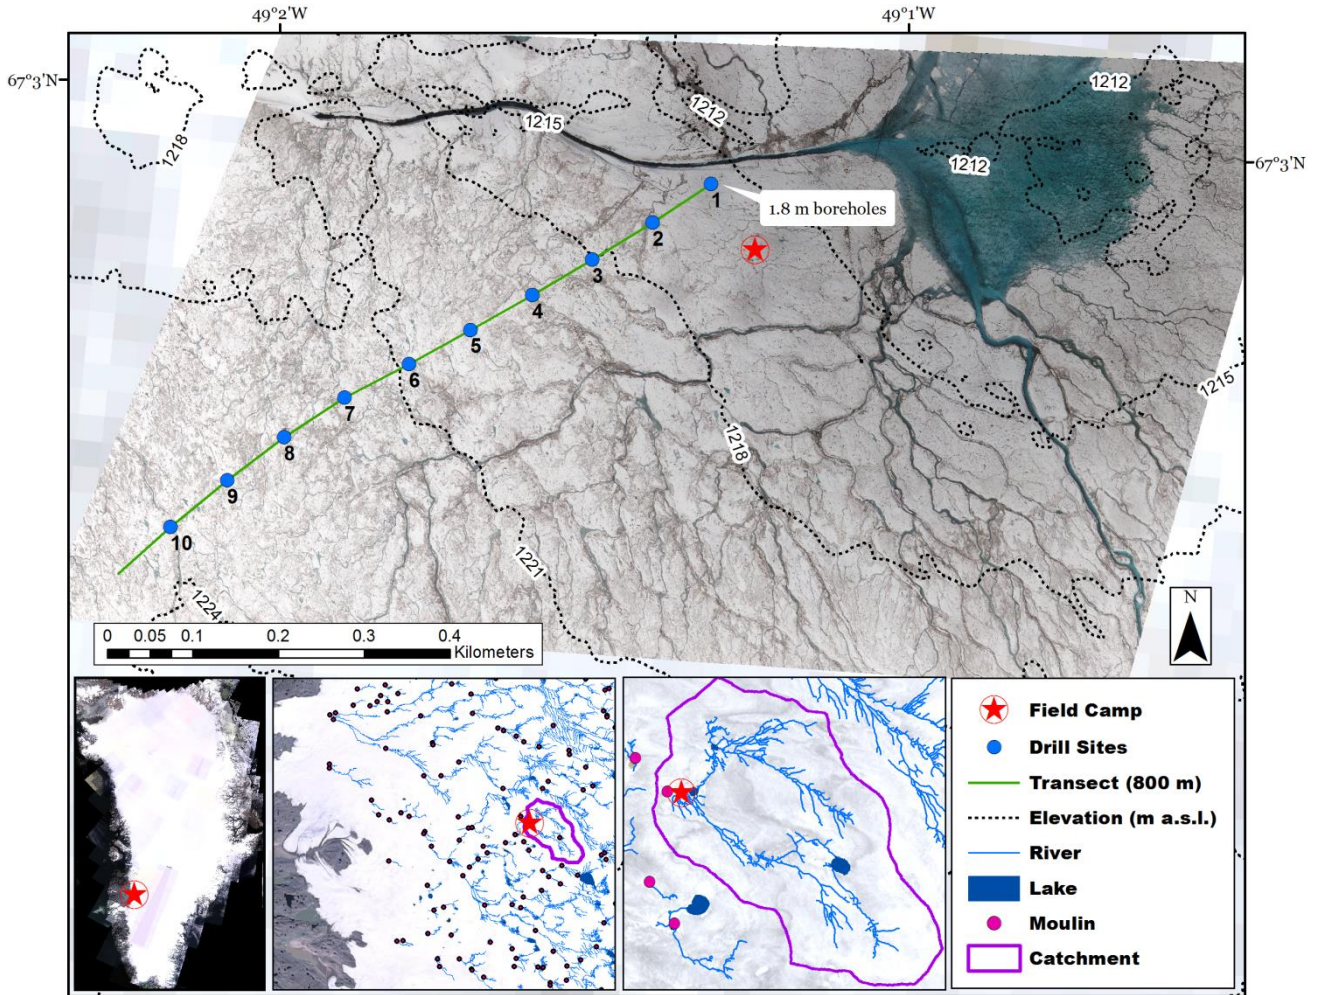 49°2'W
49°1'W
67°3'N
67°3'N
1218
1215
1212
1212
1212
1
1.8 m boreholes
2
3
4
5
6
7
8
9
10
1218
1215
1221
1224
N
0 0.05 0.1 0.2 0.3 0.4
Kilometers
Field Camp
Drill Sites
Transect (800 m)
Elevation (m a.s.l.)
River
Lake
Moulin
Catchment